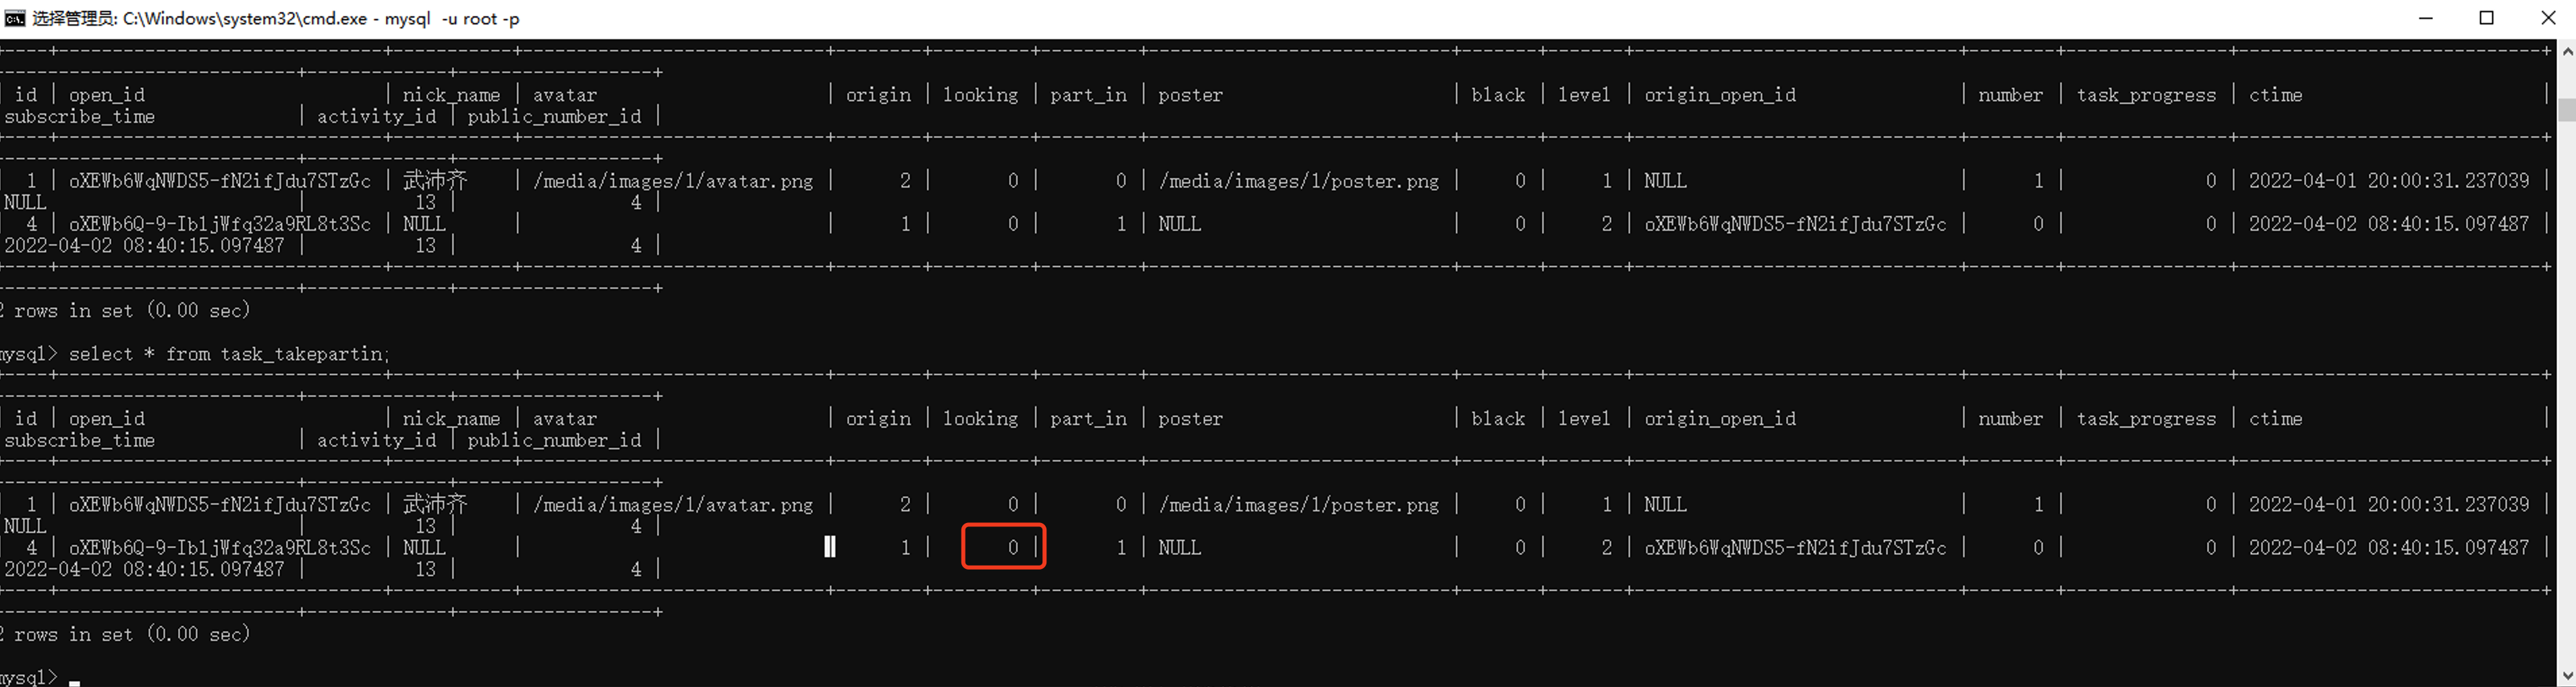 选择管理员: C:\Windows\system32\cmd.exe - mysql  -u root -p
| id | open_id | nick_name | avatar | origin | looking | part_in | poster | black | level | origin_open_id | number | task_progress | ctime |
subscribe_time | activity_id | public_number_id |
| 1 | oXEWb6WqNWDS5-fN2ifJdu7STzGc | 武沛齐 | /media/images/1/avatar.png | 2 | 0 | 0 | /media/images/1/poster.png | 0 | 1 | NULL | 1 | 0 | 2022-04-01 20:00:31.237039 |
NULL | 13 | 4 |
| 4 | oXEWb6Q-9-Ib1jWfq32a9RL8t3Sc | NULL | | 1 | 0 | 1 | NULL | 0 | 2 | oXEWb6WqNWDS5-fN2ifJdu7STzGc | 0 | 0 | 2022-04-02 08:40:15.097487 |
2022-04-02 08:40:15.097487 | 13 | 4 |
2 rows in set (0.00 sec)
mysql> select * from task_takepartin;
| id | open_id | nick_name | avatar | origin | looking | part_in | poster | black | level | origin_open_id | number | task_progress | ctime |
subscribe_time | activity_id | public_number_id |
| 1 | oXEWb6WqNWDS5-fN2ifJdu7STzGc | 武沛齐 | /media/images/1/avatar.png | 2 | 0 | 0 | /media/images/1/poster.png | 0 | 1 | NULL | 1 | 0 | 2022-04-01 20:00:31.237039 |
NULL | 13 | 4 |
| 4 | oXEWb6Q-9-Ib1jWfq32a9RL8t3Sc | NULL | | 1 | 0 | 1 | NULL | 0 | 2 | oXEWb6WqNWDS5-fN2ifJdu7STzGc | 0 | 0 | 2022-04-02 08:40:15.097487 |
2022-04-02 08:40:15.097487 | 13 | 4 |
2 rows in set (0.00 sec)
mysql>